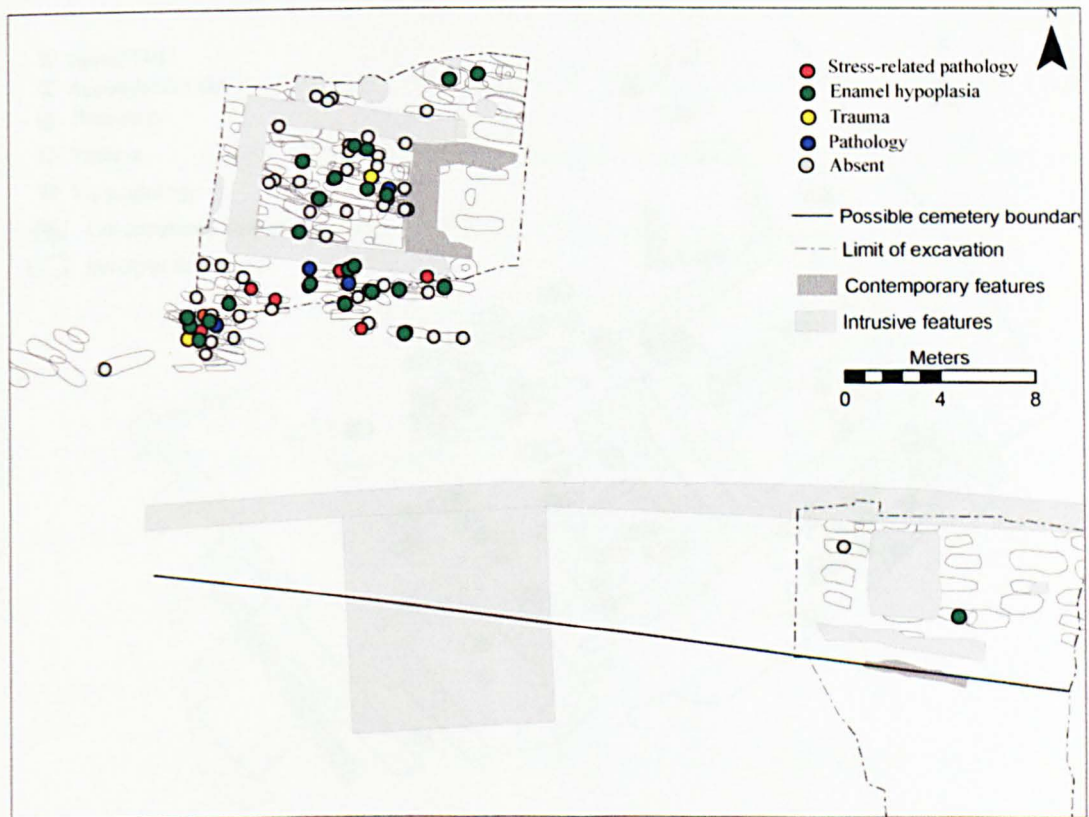 N
Stress-related pathology
Enamel hypoplasia
Trauma
Pathology
Absent
Possible cemetery boundary
Limit of excavation
Contemporary features
Intrusive features
Meters
0 4 8